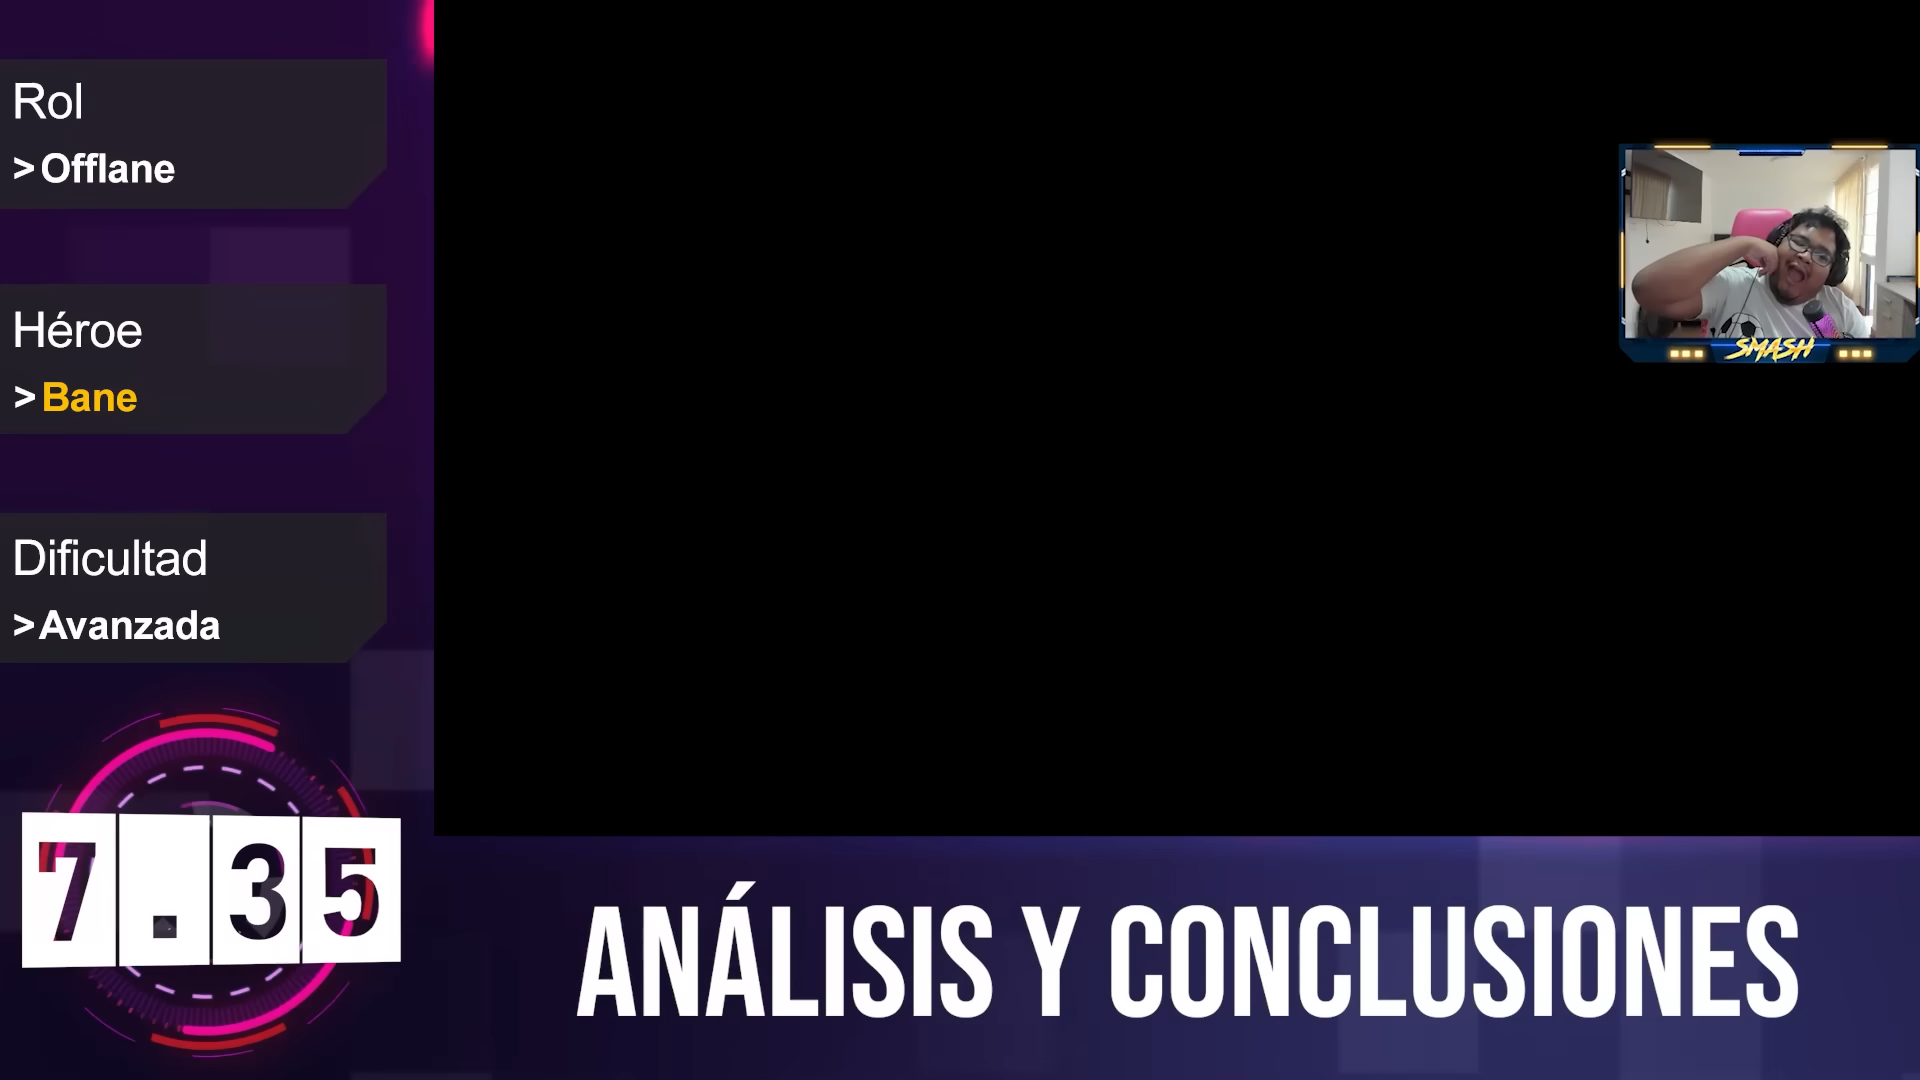 Rol
> Offlane
Héroe
> Bane
Dificultad
> Avanzada
7.35
SMASH
ANÁLISIS Y CONCLUSIONES